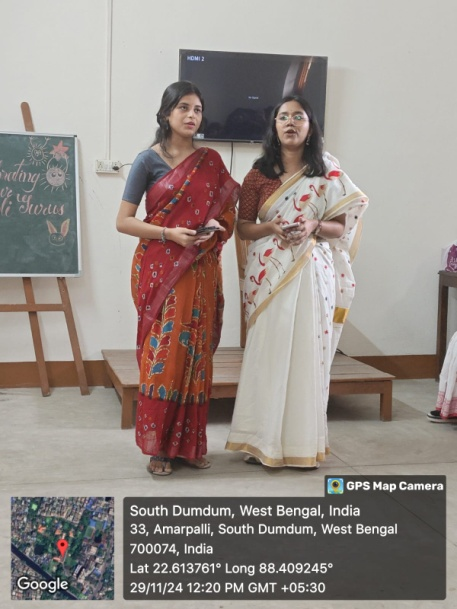 HDMI 2
GPS Map Camera
South Dumdum, West Bengal, India
33, Amarpalli, South Dumdum, West Bengal
700074, India
Lat 22.613761° Long 88.409245°
29/11/24 12:20 PM GMT +05:30
Google